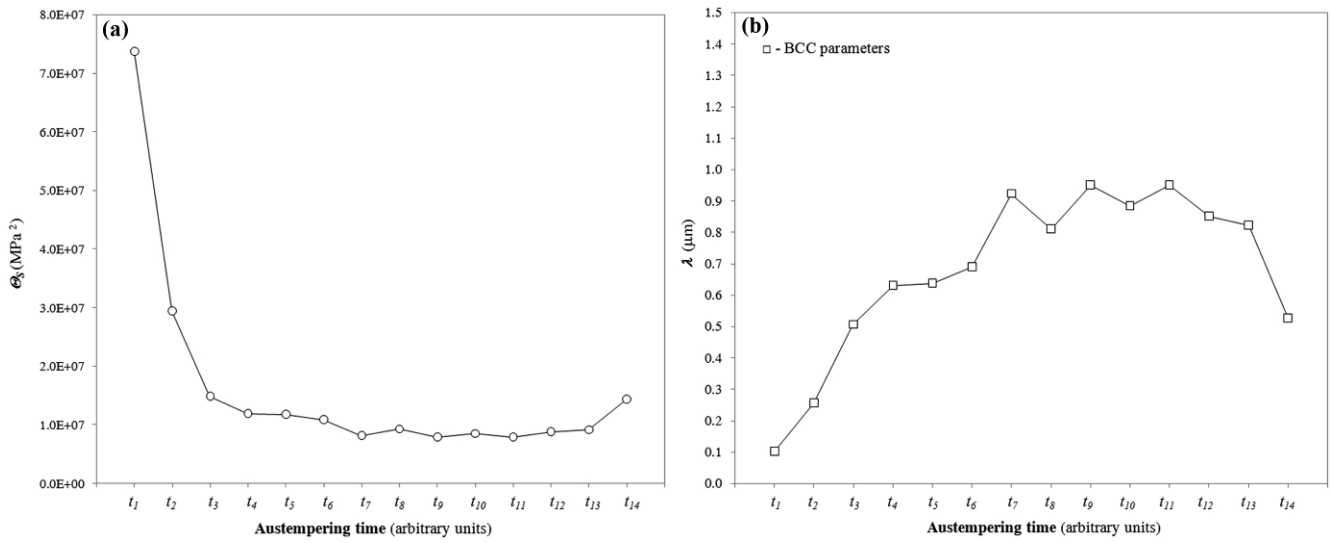 (a)
8.0E+07
7.0E+07
6.0E+07
5.0E+07
4.0E+07
3.0E+07
2.0E+07
1.0E+07
0.0E+00
ΘS (MPa 2)
t1 t2 t3 t4 t5 t6 t7 t8 t9 t10 t11 t12 t13 t14
Austempering time (arbitrary units)
(b)
- BCC parameters
1.5
1.4
1.3
1.2
1.1
1.0
0.9
0.8
0.7
0.6
0.5
0.4
0.3
0.2
0.1
0.0
λ (μm)
t1 t2 t3 t4 t5 t6 t7 t8 t9 t10 t11 t12 t13 t14
Austempering time (arbitrary units)